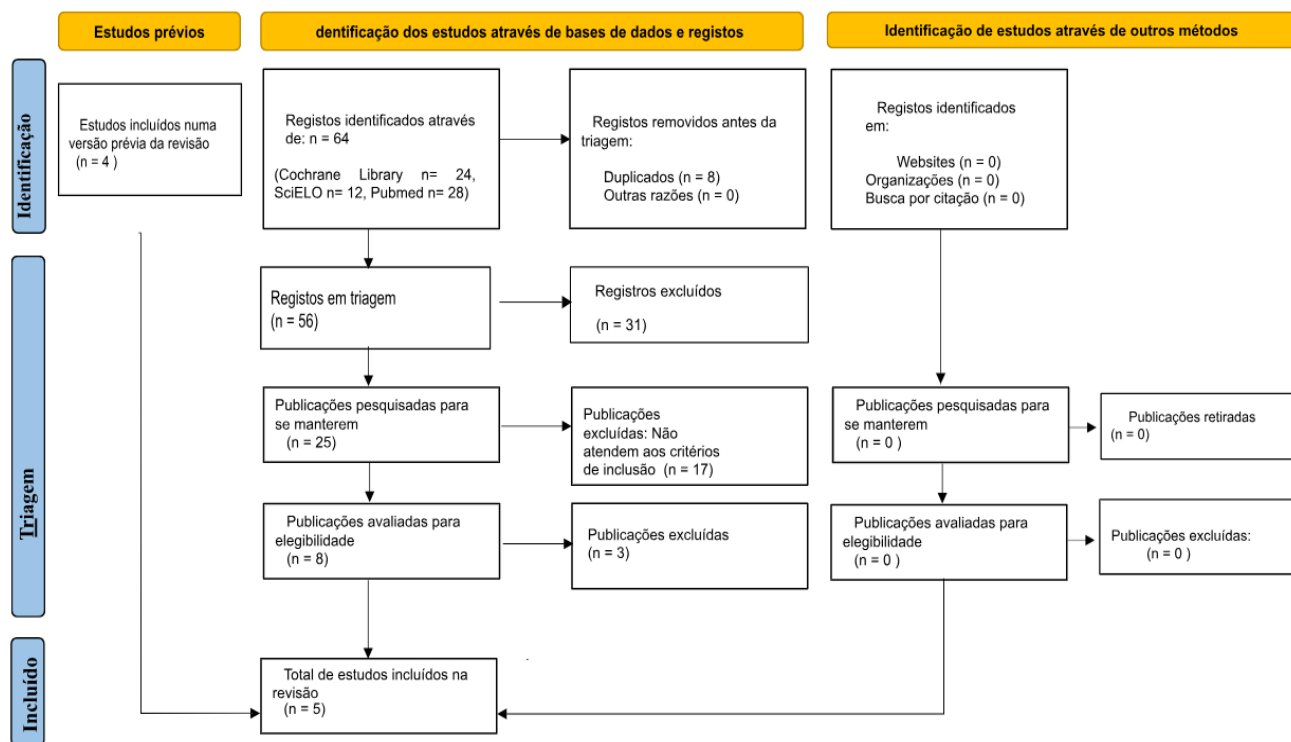 Estudos prévios
dentificação dos estudos através de bases de dados e registos
Identificação de estudos através de outros métodos
Identificação
Estudos incluídos numa
versão prévia da revisão
(n = 4 )
Registos identificados através
de: n = 64
(Cochrane Library n= 24,
SciELO n= 12, Pubmed n= 28)
Registos removidos antes da
triagem:
Duplicados (n = 8)
Outras razões (n = 0)
Registos identificados
em:
Websites (n = 0)
Organizações (n = 0)
Busca por citação (n = 0)
Triagem
Registos em triagem
(n = 56)
Registros excluídos
(n = 31)
Publicações pesquisadas para
se manterem
(n = 25)
Publicações
excluídas: Não
atendem aos critérios
de inclusão (n = 17)
Publicações pesquisadas para
se manterem
(n = 0 )
Publicações retiradas
(n = 0)
Publicações avaliadas para
elegibilidade
(n = 8)
Publicações excluídas
(n = 3)
Publicações avaliadas para
elegibilidade
(n = 0 )
Publicações excluídas:
(n = 0 )
Incluído
Total de estudos incluídos na
revisão
(n = 5)